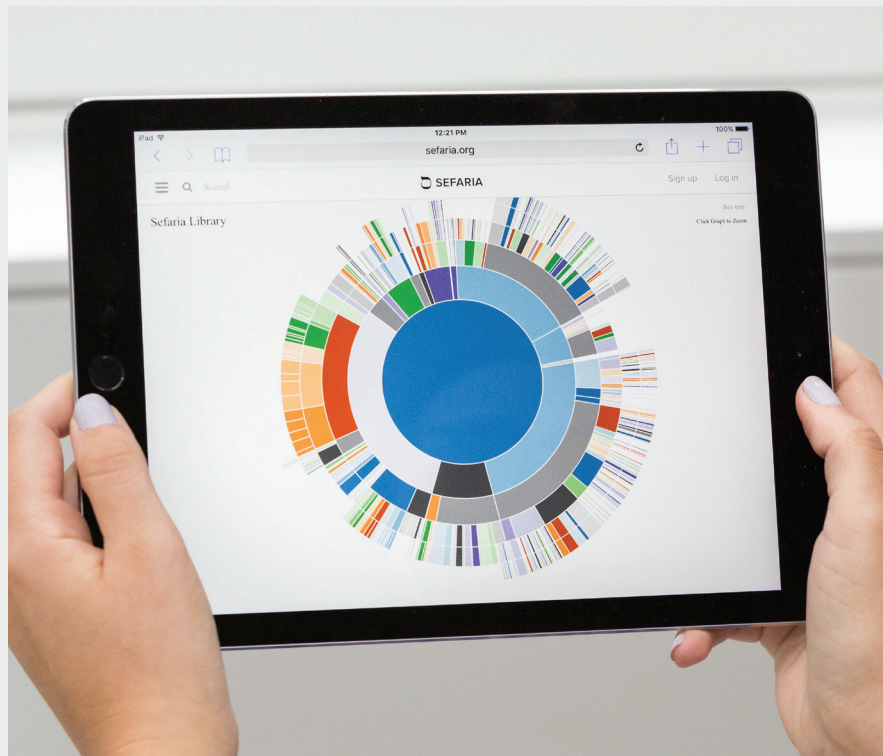 iPad
12:21 PM
100%
sefaria.org
Search
SEFARIA
Sign up
Log in
Sefaria Library
Click Graph to Zoom